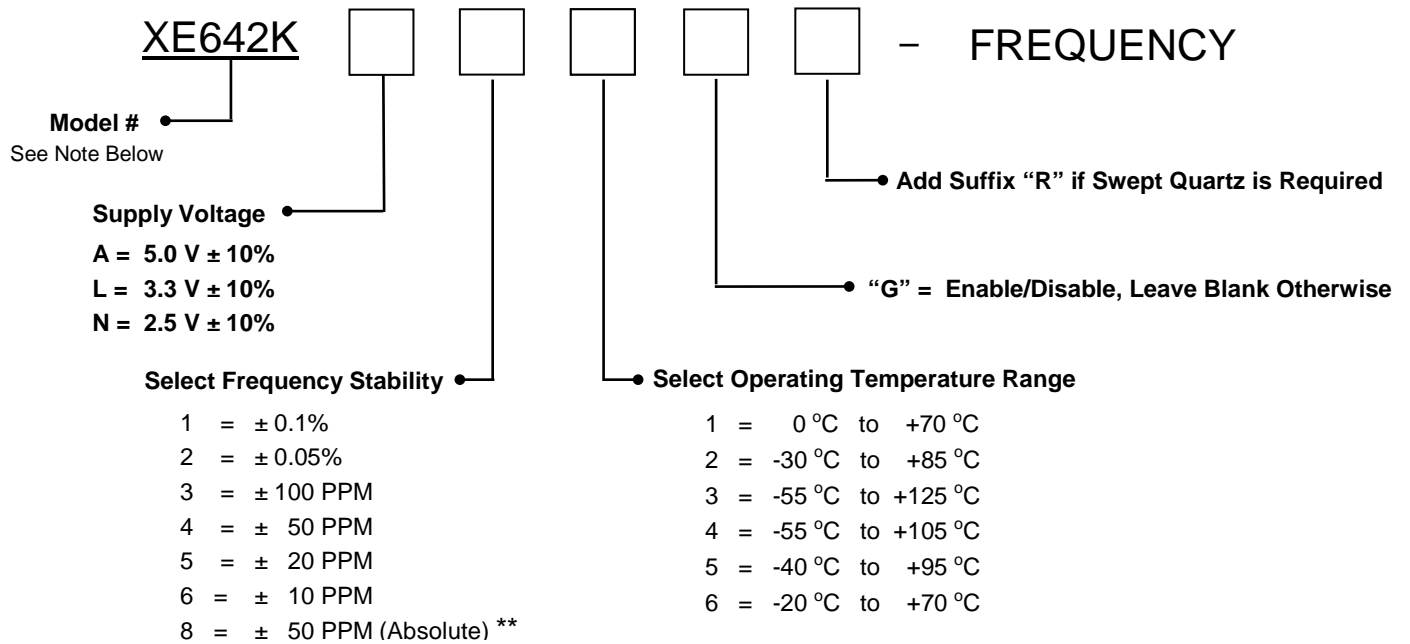 XE642K – FREQUENCY
Model #
See Note Below
Add Suffix “R” if Swept Quartz is Required
Supply Voltage
A = 5.0 V ± 10%
L = 3.3 V ± 10%
N = 2.5 V ± 10%
“G” = Enable/Disable, Leave Blank Otherwise
Select Frequency Stability
1 = ± 0.1%
2 = ± 0.05%
3 = ± 100 PPM
4 = ± 50 PPM
5 = ± 20 PPM
6 = ± 10 PPM
8 = ± 50 PPM (Absolute) **
Select Operating Temperature Range
1 = 0 °C to +70 °C
2 = -30 °C to +85 °C
3 = -55 °C to +125 °C
4 = -55 °C to +105 °C
5 = -40 °C to +95 °C
6 = -20 °C to +70 °C